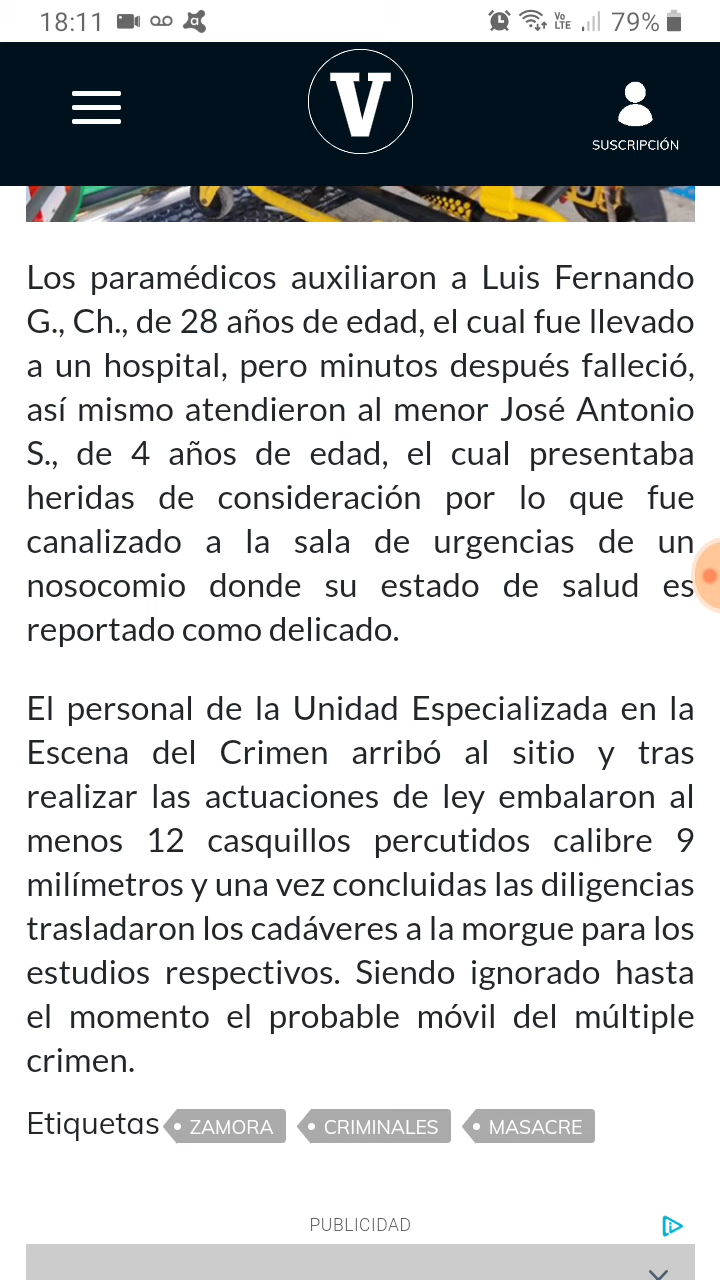 18:11
Vo
LTE
79%
V
SUSCRIPCIÓN
Los paramédicos auxiliaron a Luis Fernando
G., Ch., de 28 años de edad, el cual fue llevado
a un hospital, pero minutos después falleció,
así mismo atendieron al menor José Antonio
S., de 4 años de edad, el cual presentaba
heridas de consideración por lo que fue
canalizado a la sala de urgencias de un
nosocomio donde su estado de salud es
reportado como delicado.
El personal de la Unidad Especializada en la
Escena del Crimen arribó al sitio y tras
realizar las actuaciones de ley embalaron al
menos 12 casquillos percutidos calibre 9
milímetros y una vez concluidas las diligencias
trasladaron los cadáveres a la morgue para los
estudios respectivos. Siendo ignorado hasta
el momento el probable móvil del múltiple
crimen.
Etiquetas ZAMORA CRIMINALES MASACRE
PUBLICIDAD